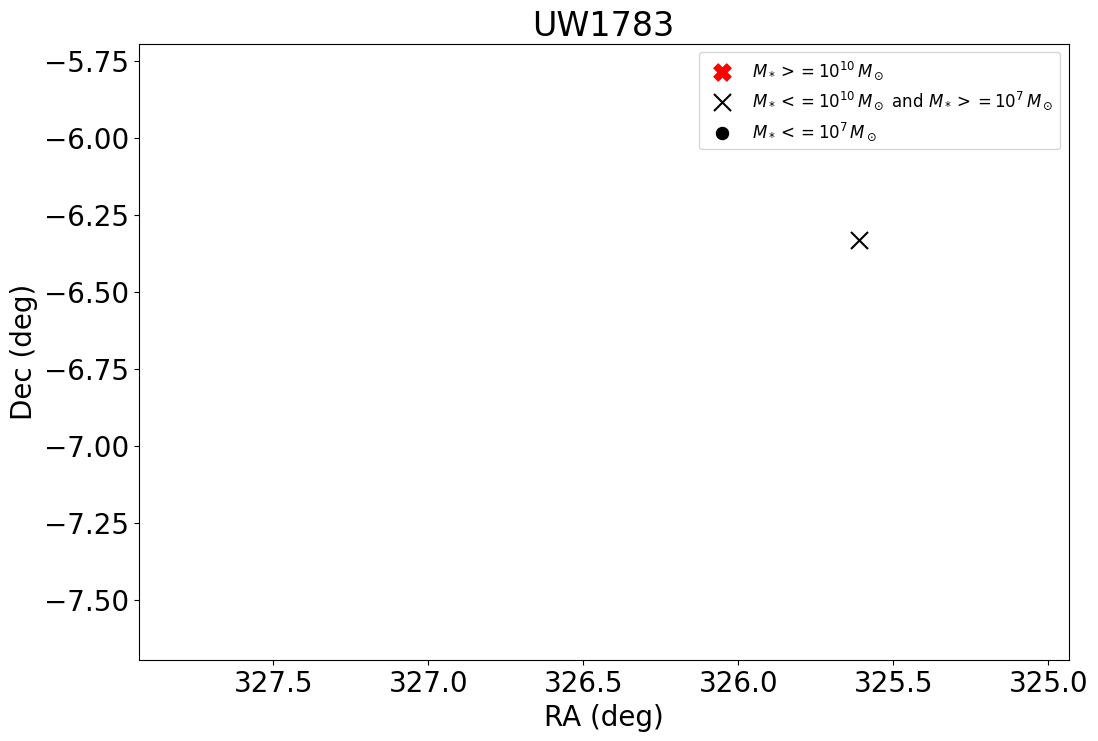 UW1783
M* >= 10^10 M⊙
M* <= 10^10 M⊙ and M* >= 10^7 M⊙
M* <= 10^7 M⊙
−5.75
−6.00
−6.25
−6.50
−6.75
−7.00
−7.25
−7.50
Dec (deg)
327.5 327.0 326.5 326.0 325.5 325.0
RA (deg)